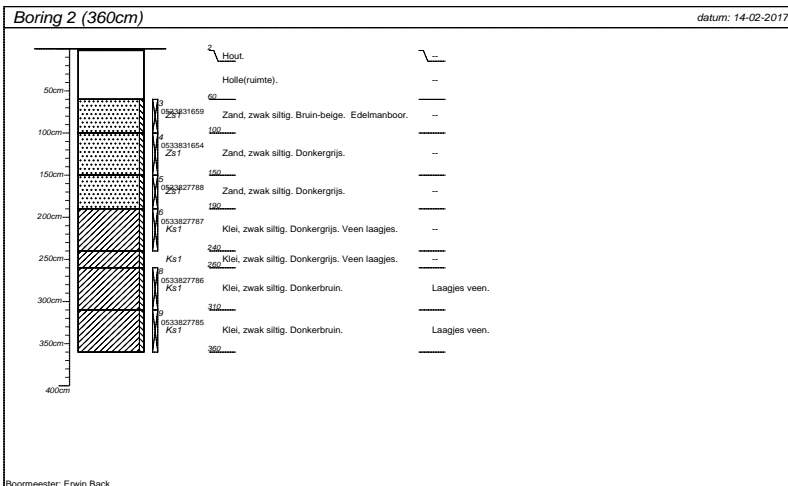 Boring 2 (360cm)
datum: 14-02-2017
2
Hout.
--
Holle(ruimte).
--
50cm
60
3
0533831659
Zs1
Zand, zwak siltig. Bruin-beige. Edelmanboor.
--
100cm
100
4
0533831654
Zs1
Zand, zwak siltig. Donkergrijs.
--
150cm
150
5
0533827788
Zs1
Zand, zwak siltig. Donkergrijs.
--
190
200cm
6
0533827787
Ks1
Klei, zwak siltig. Donkergrijs. Veen laagjes.
--
240
250cm
Ks1
Klei, zwak siltig. Donkergrijs. Veen laagjes.
--
260
8
0533827786
Ks1
Klei, zwak siltig. Donkerbruin.
Laagjes veen.
300cm
310
9
0533827785
Ks1
Klei, zwak siltig. Donkerbruin.
Laagjes veen.
350cm
360
400cm
Boormeester: Erwin Back